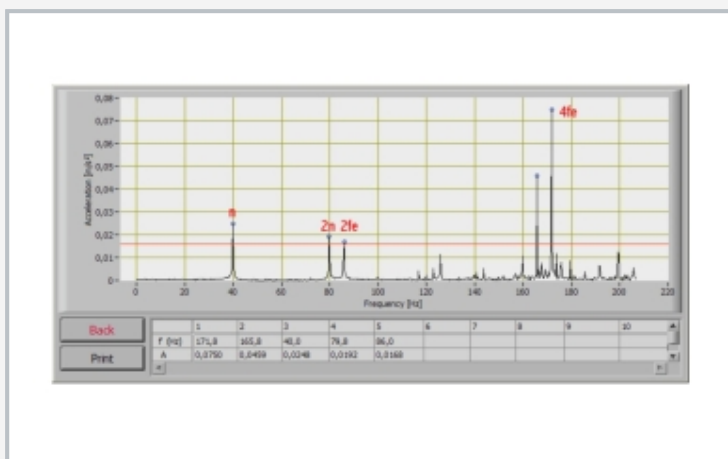 0,08
0,07
0,06
0,05
0,04
0,03
0,02
0,01
0
Acceleration [m/s²]
n
2n 2fe
4fe
0 20 40 60 80 100 120 140 160 180 200 220
Frequency [Hz]
Back
Print
1 2 3 4 5 6 7 8 9 10
f (Hz) 171,8 165,8 40,0 79,8 86,0
A 0,0750 0,0459 0,0248 0,0192 0,0168